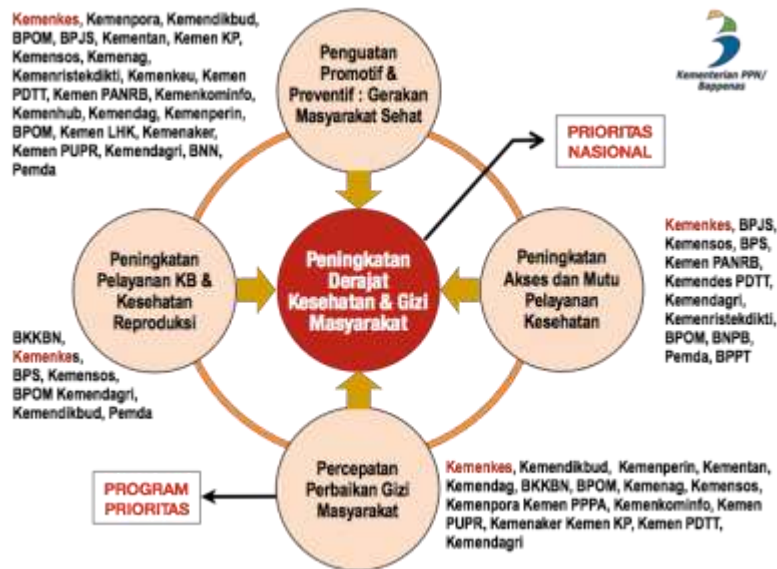 Kemenkes, Kemenpora, Kemendikbud,
BPOM, BPJS, Kementan, Kemen KP,
Kemensos, Kemenag,
Kemenristekdikti, Kemenkeu, Kemen
PDTT, Kemen PANRB, Kemenkominfo,
Kemenhub, Kemendag, Kemenperin,
BPOM, Kemen LHK, Kemenaker,
Kemen PUPR, Kemendagri, BNN,
Pemda
Penguatan
Promotif &
Preventif : Gerakan
Masyarakat Sehat
Kementerian PPN/
Bappenas
PRIORITAS
NASIONAL
Peningkatan
Pelayanan KB &
Kesehatan
Reproduksi
Peningkatan
Derajat
Kesehatan & Gizi
Masyarakat
Peningkatan
Akses dan Mutu
Pelayanan
Kesehatan
Kemenkes, BPJS,
Kemensos, BPS,
Kemen PANRB,
Kemendes PDTT,
Kemendagri,
Kemenristekdikti,
BPOM, BNPB,
Pemda, BPPT
BKKBN,
Kemenkes,
BPS, Kemensos,
BPOM Kemendagri,
Kemendikbud, Pemda
PROGRAM
PRIORITAS
Percepatan
Perbaikan Gizi
Masyarakat
Kemenkes, Kemendikbud, Kemenperin, Kementan,
Kemendag, BKKBN, BPOM, Kemenag, Kemensos,
Kemenpora Kemen PPPA, Kemenkominfo, Kemen
PUPR, Kemenaker Kemen KP, Kemen PDTT,
Kemendagri